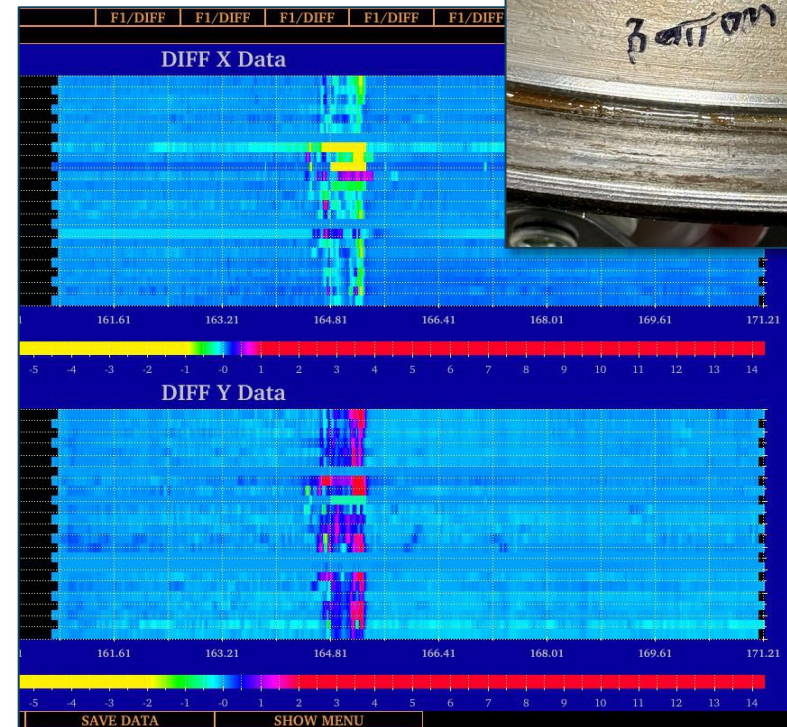 F1/DIFF F1/DIFF F1/DIFF F1/DIFF F1/DIFF
BOTTOM
DIFF X Data
161.61 163.21 164.81 166.41 168.01 169.61 171.21
-5 -4 -3 -2 -1 -0 1 2 3 4 5 6 7 8 9 10 11 12 13 14
DIFF Y Data
161.61 163.21 164.81 166.41 168.01 169.61 171.21
-5 -4 -3 -2 -1 -0 1 2 3 4 5 6 7 8 9 10 11 12 13 14
SAVE DATA SHOW MENU